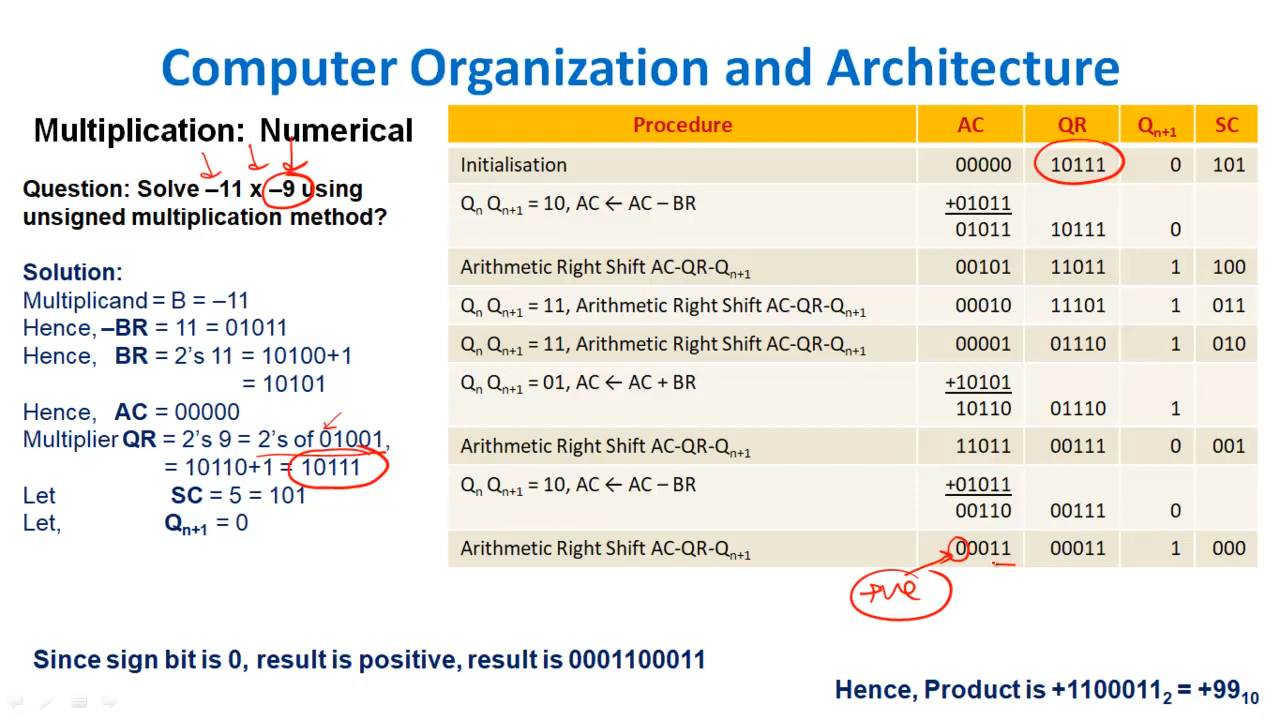 Computer Organization and Architecture
Multiplication: Numerical
Question: Solve –11 x –9 using
unsigned multiplication method?
Solution:
Multiplicand = B = –11
Hence, –BR = 11 = 01011
Hence, BR = 2's 11 = 10100+1
= 10101
Hence, AC = 00000
Multiplier QR = 2's 9 = 2's of 01001,
= 10110+1 = 10111
Let SC = 5 = 101
Let, Qn+1 = 0
Procedure AC QR Qn+1 SC
Initialisation 00000 10111 0 101
Qn Qn+1 = 10, AC ← AC – BR +01011
01011 10111 0
Arithmetic Right Shift AC-QR-Qn+1 00101 11011 1 100
Qn Qn+1 = 11, Arithmetic Right Shift AC-QR-Qn+1 00010 11101 1 011
Qn Qn+1 = 11, Arithmetic Right Shift AC-QR-Qn+1 00001 01110 1 010
Qn Qn+1 = 01, AC ← AC + BR +10101
10110 01110 1
Arithmetic Right Shift AC-QR-Qn+1 11011 00111 0 001
Qn Qn+1 = 10, AC ← AC – BR +01011
00110 00111 0
Arithmetic Right Shift AC-QR-Qn+1 00011 00011 1 000
+ve
Since sign bit is 0, result is positive, result is 0001100011
Hence, Product is +11000112 = +9910